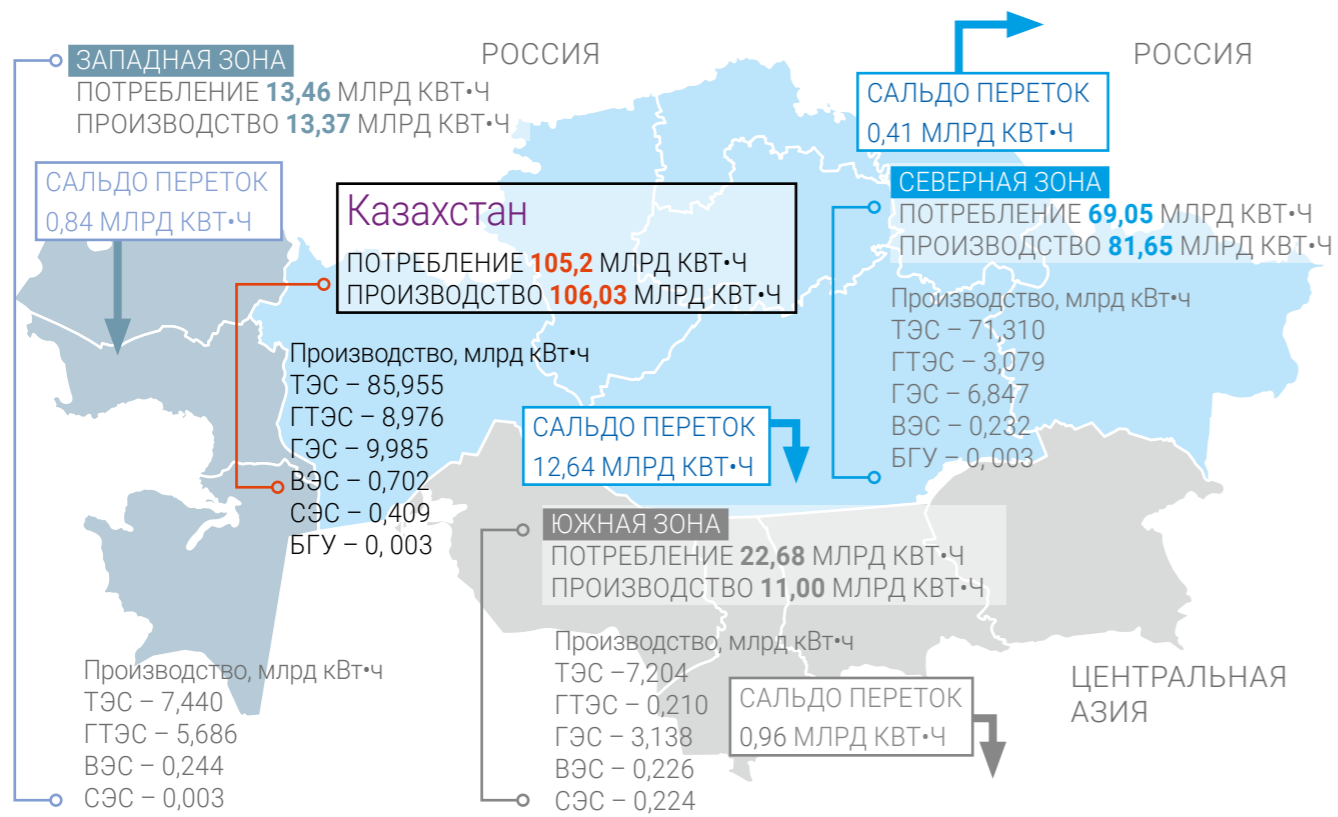 РОССИЯ
РОССИЯ
ЗАПАДНАЯ ЗОНА
ПОТРЕБЛЕНИЕ 13,46 МЛРД КВТ•Ч
ПРОИЗВОДСТВО 13,37 МЛРД КВТ•Ч
САЛЬДО ПЕРЕТОК
0,41 МЛРД КВТ•Ч
САЛЬДО ПЕРЕТОК
0,84 МЛРД КВТ•Ч
Казахстан
ПОТРЕБЛЕНИЕ 105,2 МЛРД КВТ•Ч
ПРОИЗВОДСТВО 106,03 МЛРД КВТ•Ч
СЕВЕРНАЯ ЗОНА
ПОТРЕБЛЕНИЕ 69,05 МЛРД КВТ•Ч
ПРОИЗВОДСТВО 81,65 МЛРД КВТ•Ч
Производство, млрд кВт•ч
ТЭС – 71,310
ГТЭС – 3,079
ГЭС – 6,847
ВЭС – 0,232
БГУ – 0, 003
Производство, млрд кВт•ч
ТЭС – 85,955
ГТЭС – 8,976
ГЭС – 9,985
ВЭС – 0,702
СЭС – 0,409
БГУ – 0, 003
САЛЬДО ПЕРЕТОК
12,64 МЛРД КВТ•Ч
ЮЖНАЯ ЗОНА
ПОТРЕБЛЕНИЕ 22,68 МЛРД КВТ•Ч
ПРОИЗВОДСТВО 11,00 МЛРД КВТ•Ч
Производство, млрд кВт•ч
ТЭС –7,204
ГТЭС – 0,210
ГЭС – 3,138
ВЭС – 0,226
СЭС – 0,224
САЛЬДО ПЕРЕТОК
0,96 МЛРД КВТ•Ч
ЦЕНТРАЛЬНАЯ
АЗИЯ
Производство, млрд кВт•ч
ТЭС – 7,440
ГТЭС – 5,686
ВЭС – 0,244
СЭС – 0,003